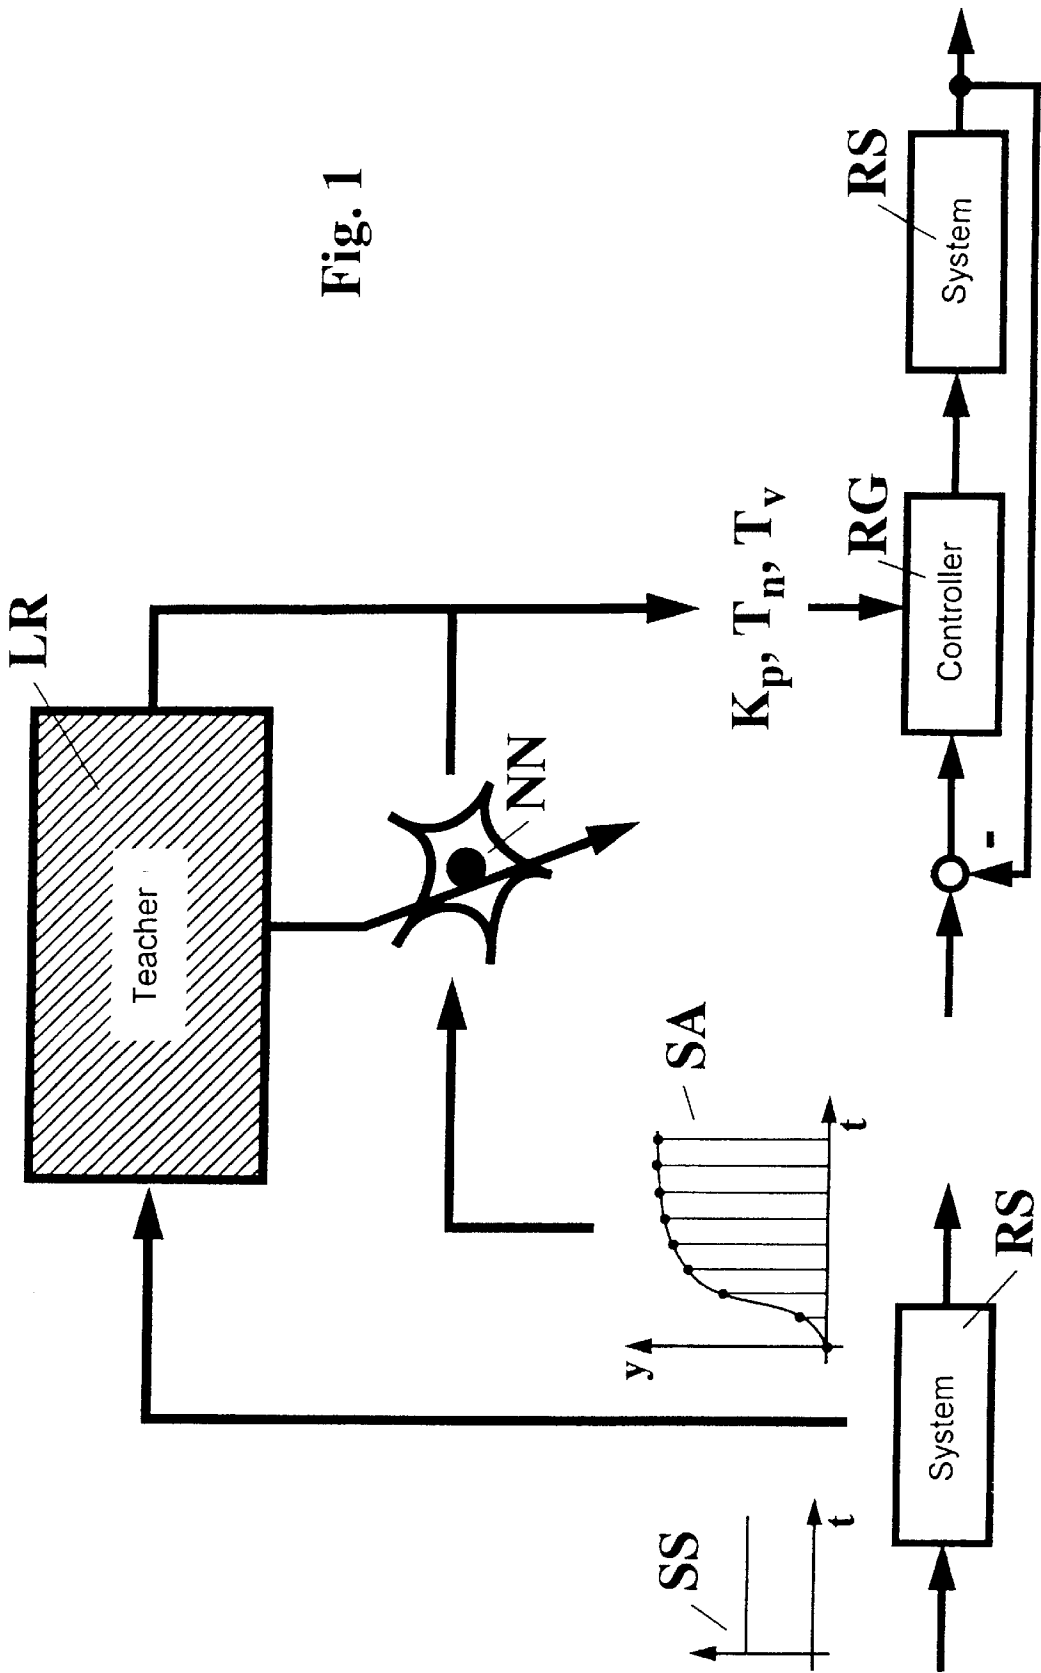 LR
Teacher
NN
Fig. 1
SS
t
y
SA
t
K_p, T_n, T_v
System
RS
RG
Controller
-
RS
System